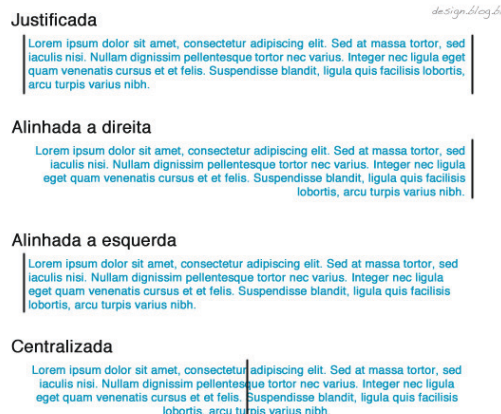 design.blog.b
Justificada
Lorem ipsum dolor sit amet, consectetur adipiscing elit. Sed at massa tortor, sed
iaculis nisi. Nullam dignissim pellentesque tortor nec varius. Integer nec ligula eget
quam venenatis cursus et et felis. Suspendisse blandit, ligula quis facilisis lobortis,
arcu turpis varius nibh.
Alinhada a direita
Lorem ipsum dolor sit amet, consectetur adipiscing elit. Sed at massa tortor, sed
iaculis nisi. Nullam dignissim pellentesque tortor nec varius. Integer nec ligula
eget quam venenatis cursus et et felis. Suspendisse blandit, ligula quis facilisis
lobortis, arcu turpis varius nibh.
Alinhada a esquerda
Lorem ipsum dolor sit amet, consectetur adipiscing elit. Sed at massa tortor, sed
iaculis nisi. Nullam dignissim pellentesque tortor nec varius. Integer nec ligula
eget quam venenatis cursus et et felis. Suspendisse blandit, ligula quis facilisis
lobortis, arcu turpis varius nibh.
Centralizada
Lorem ipsum dolor sit amet, consectetur adipiscing elit. Sed at massa tortor, sed
iaculis nisi. Nullam dignissim pellentesque tortor nec varius. Integer nec ligula
eget quam venenatis cursus et et felis. Suspendisse blandit, ligula quis facilisis
lobortis, arcu turpis varius nibh.